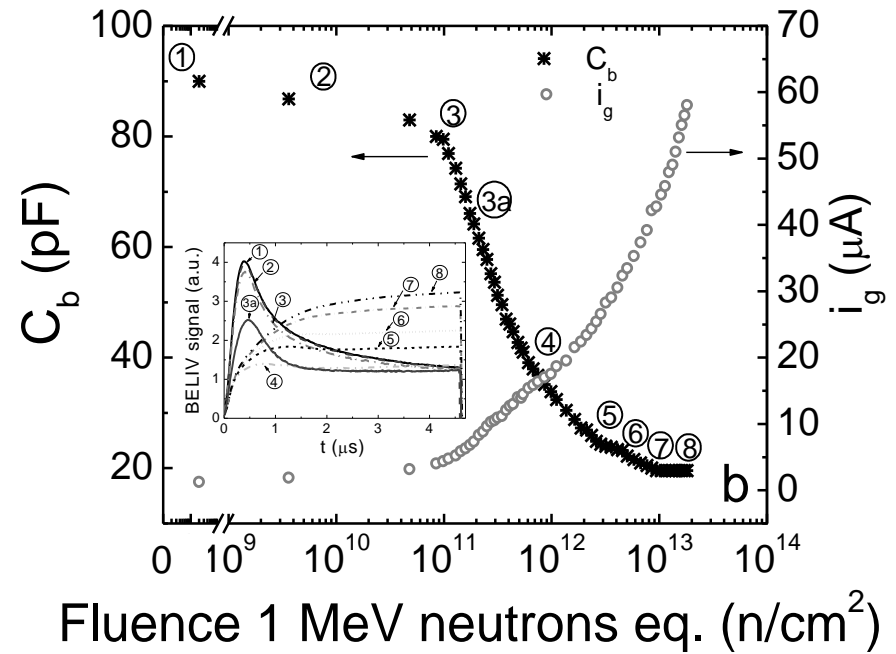 100
80
60
40
20
C_b (pF)
70
60
50
40
30
20
10
0
i_g (μA)
C_b
i_g
①
②
③
3a
④
⑤
⑥
⑦
⑧
b
BELIV signal (a.u.)
4
3
2
1
0
①
②
③
3a
④
⑤
⑥
⑦
⑧
0 1 2 3 4
t (μs)
0 10^9 10^10 10^11 10^12 10^13 10^14
Fluence 1 MeV neutrons eq. (n/cm^2)